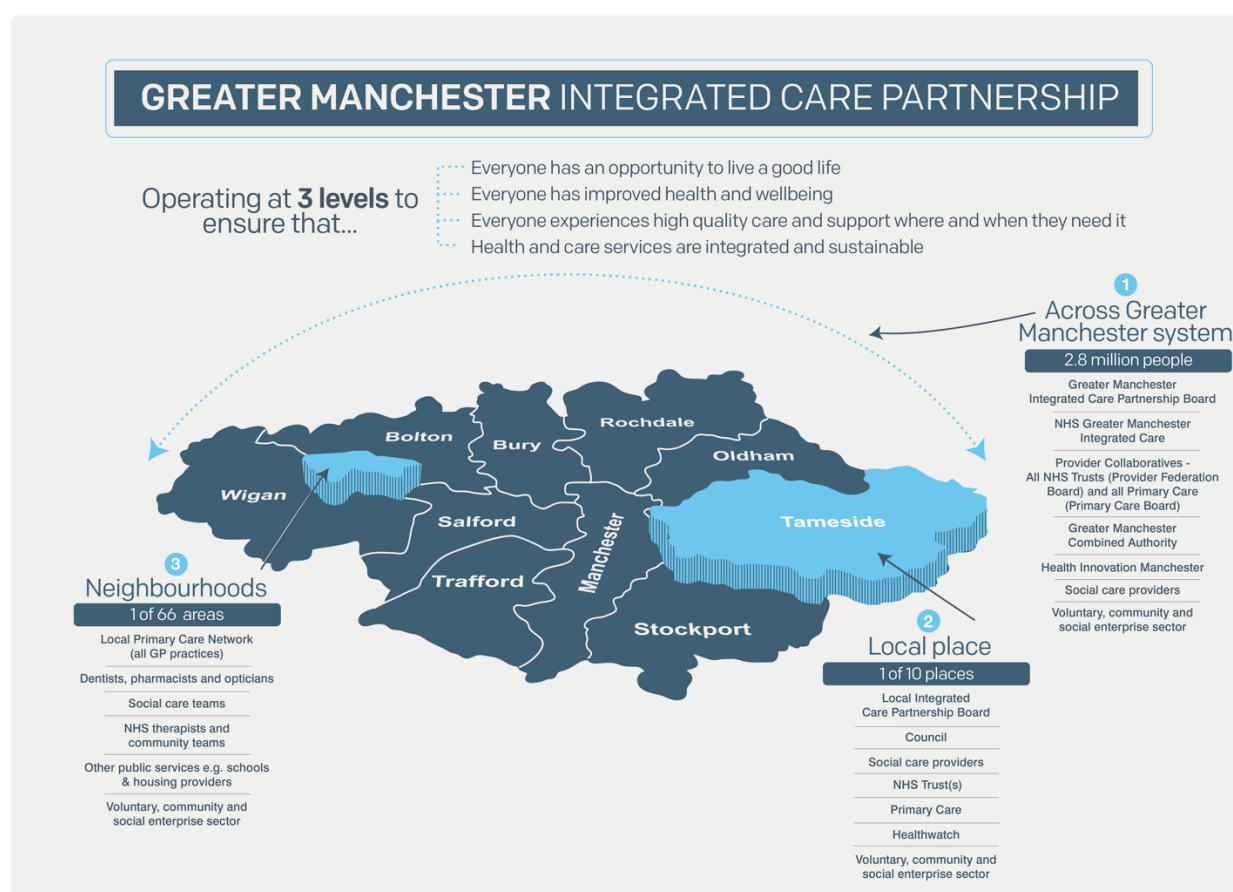 GREATER MANCHESTER INTEGRATED CARE PARTNERSHIP
Operating at 3 levels to
ensure that...
Everyone has an opportunity to live a good life
Everyone has improved health and wellbeing
Everyone experiences high quality care and support where and when they need it
Health and care services are integrated and sustainable
1
Across Greater
Manchester system
2.8 million people
Greater Manchester
Integrated Care Partnership Board
NHS Greater Manchester
Integrated Care
Provider Collaboratives -
All NHS Trusts (Provider Federation
Board) and all Primary Care
(Primary Care Board)
Greater Manchester
Combined Authority
Health Innovation Manchester
Social care providers
Voluntary, community and
social enterprise sector
Wigan
Bolton
Bury
Rochdale
Oldham
Salford
Trafford
Manchester
Tameside
Stockport
3
Neighbourhoods
1 of 66 areas
Local Primary Care Network
(all GP practices)
Dentists, pharmacists and opticians
Social care teams
NHS therapists and
community teams
Other public services e.g. schools
& housing providers
Voluntary, community and
social enterprise sector
2
Local place
1 of 10 places
Local Integrated
Care Partnership Board
Council
Social care providers
NHS Trust(s)
Primary Care
Healthwatch
Voluntary, community and
social enterprise sector